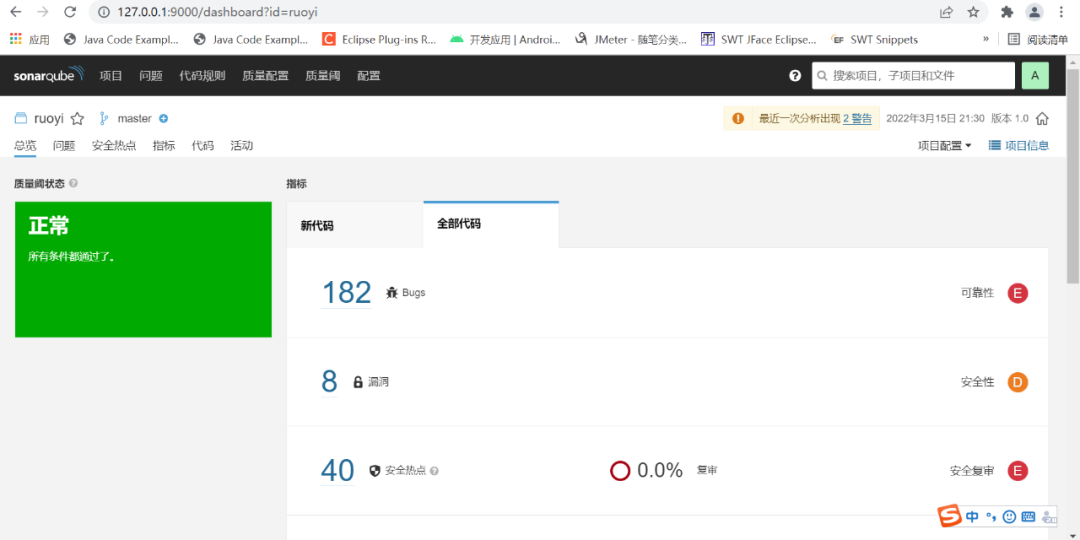 127.0.0.1:9000/dashboard?id=ruoyi
应用 Java Code Exampl... Java Code Exampl... Eclipse Plug-ins R... 开发应用 | Androi... JMeter - 随笔分类... SWT JFace Eclipse... EF SWT Snippets » 阅读清单
sonarqube 项目 问题 代码规则 质量配置 质量阈 配置 ? 搜索项目，子项目和文件 A
ruoyi master 最近一次分析出现 2 警告 2022年3月15日 21:30 版本 1.0
总览 问题 安全热点 指标 代码 活动 项目配置 项目信息
质量阈状态 指标
正常
所有条件都通过了。
新代码 全部代码
182 Bugs 可靠性 E
8 漏洞 安全性 D
40 安全热点 0.0% 复审 安全复审 E
S 中